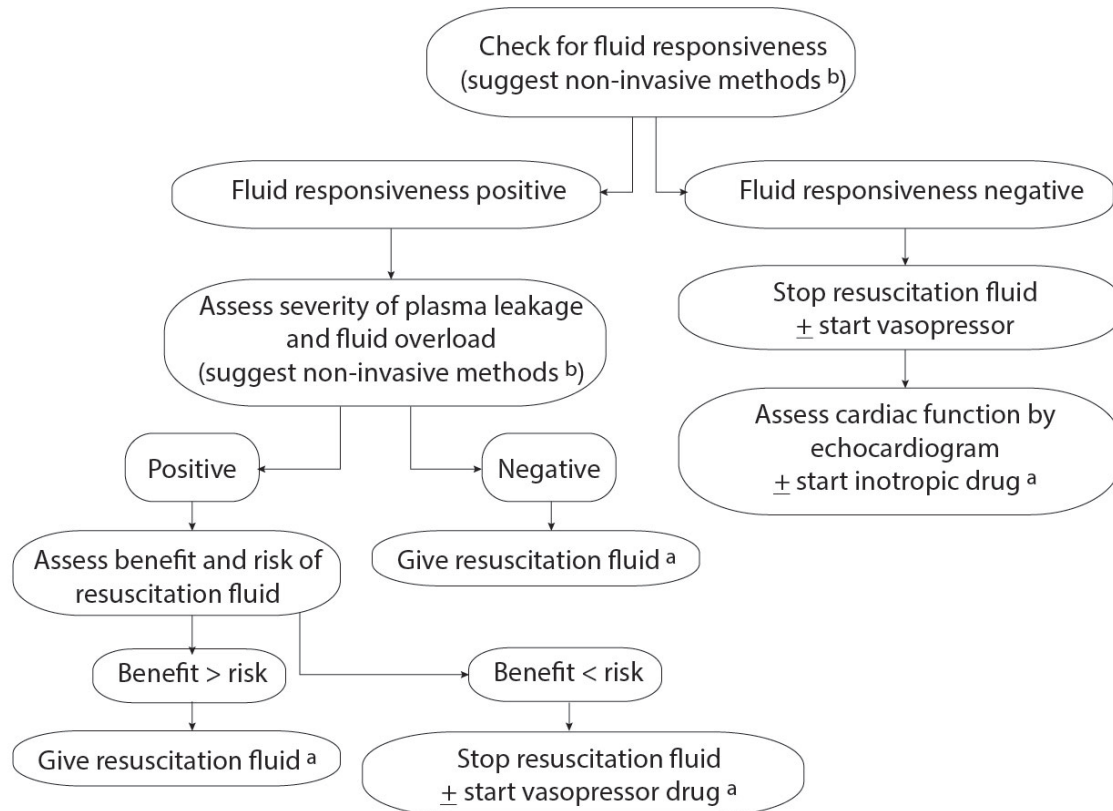 Check for fluid responsiveness
(suggest non-invasive methods ᵇ)
Fluid responsiveness positive
Fluid responsiveness negative
Assess severity of plasma leakage
and fluid overload
(suggest non-invasive methods ᵇ)
Stop resuscitation fluid
± start vasopressor
Assess cardiac function by
echocardiogram
± start inotropic drug ᵃ
Positive
Negative
Assess benefit and risk of
resuscitation fluid
Give resuscitation fluid ᵃ
Benefit > risk
Benefit < risk
Give resuscitation fluid ᵃ
Stop resuscitation fluid
± start vasopressor drug ᵃ